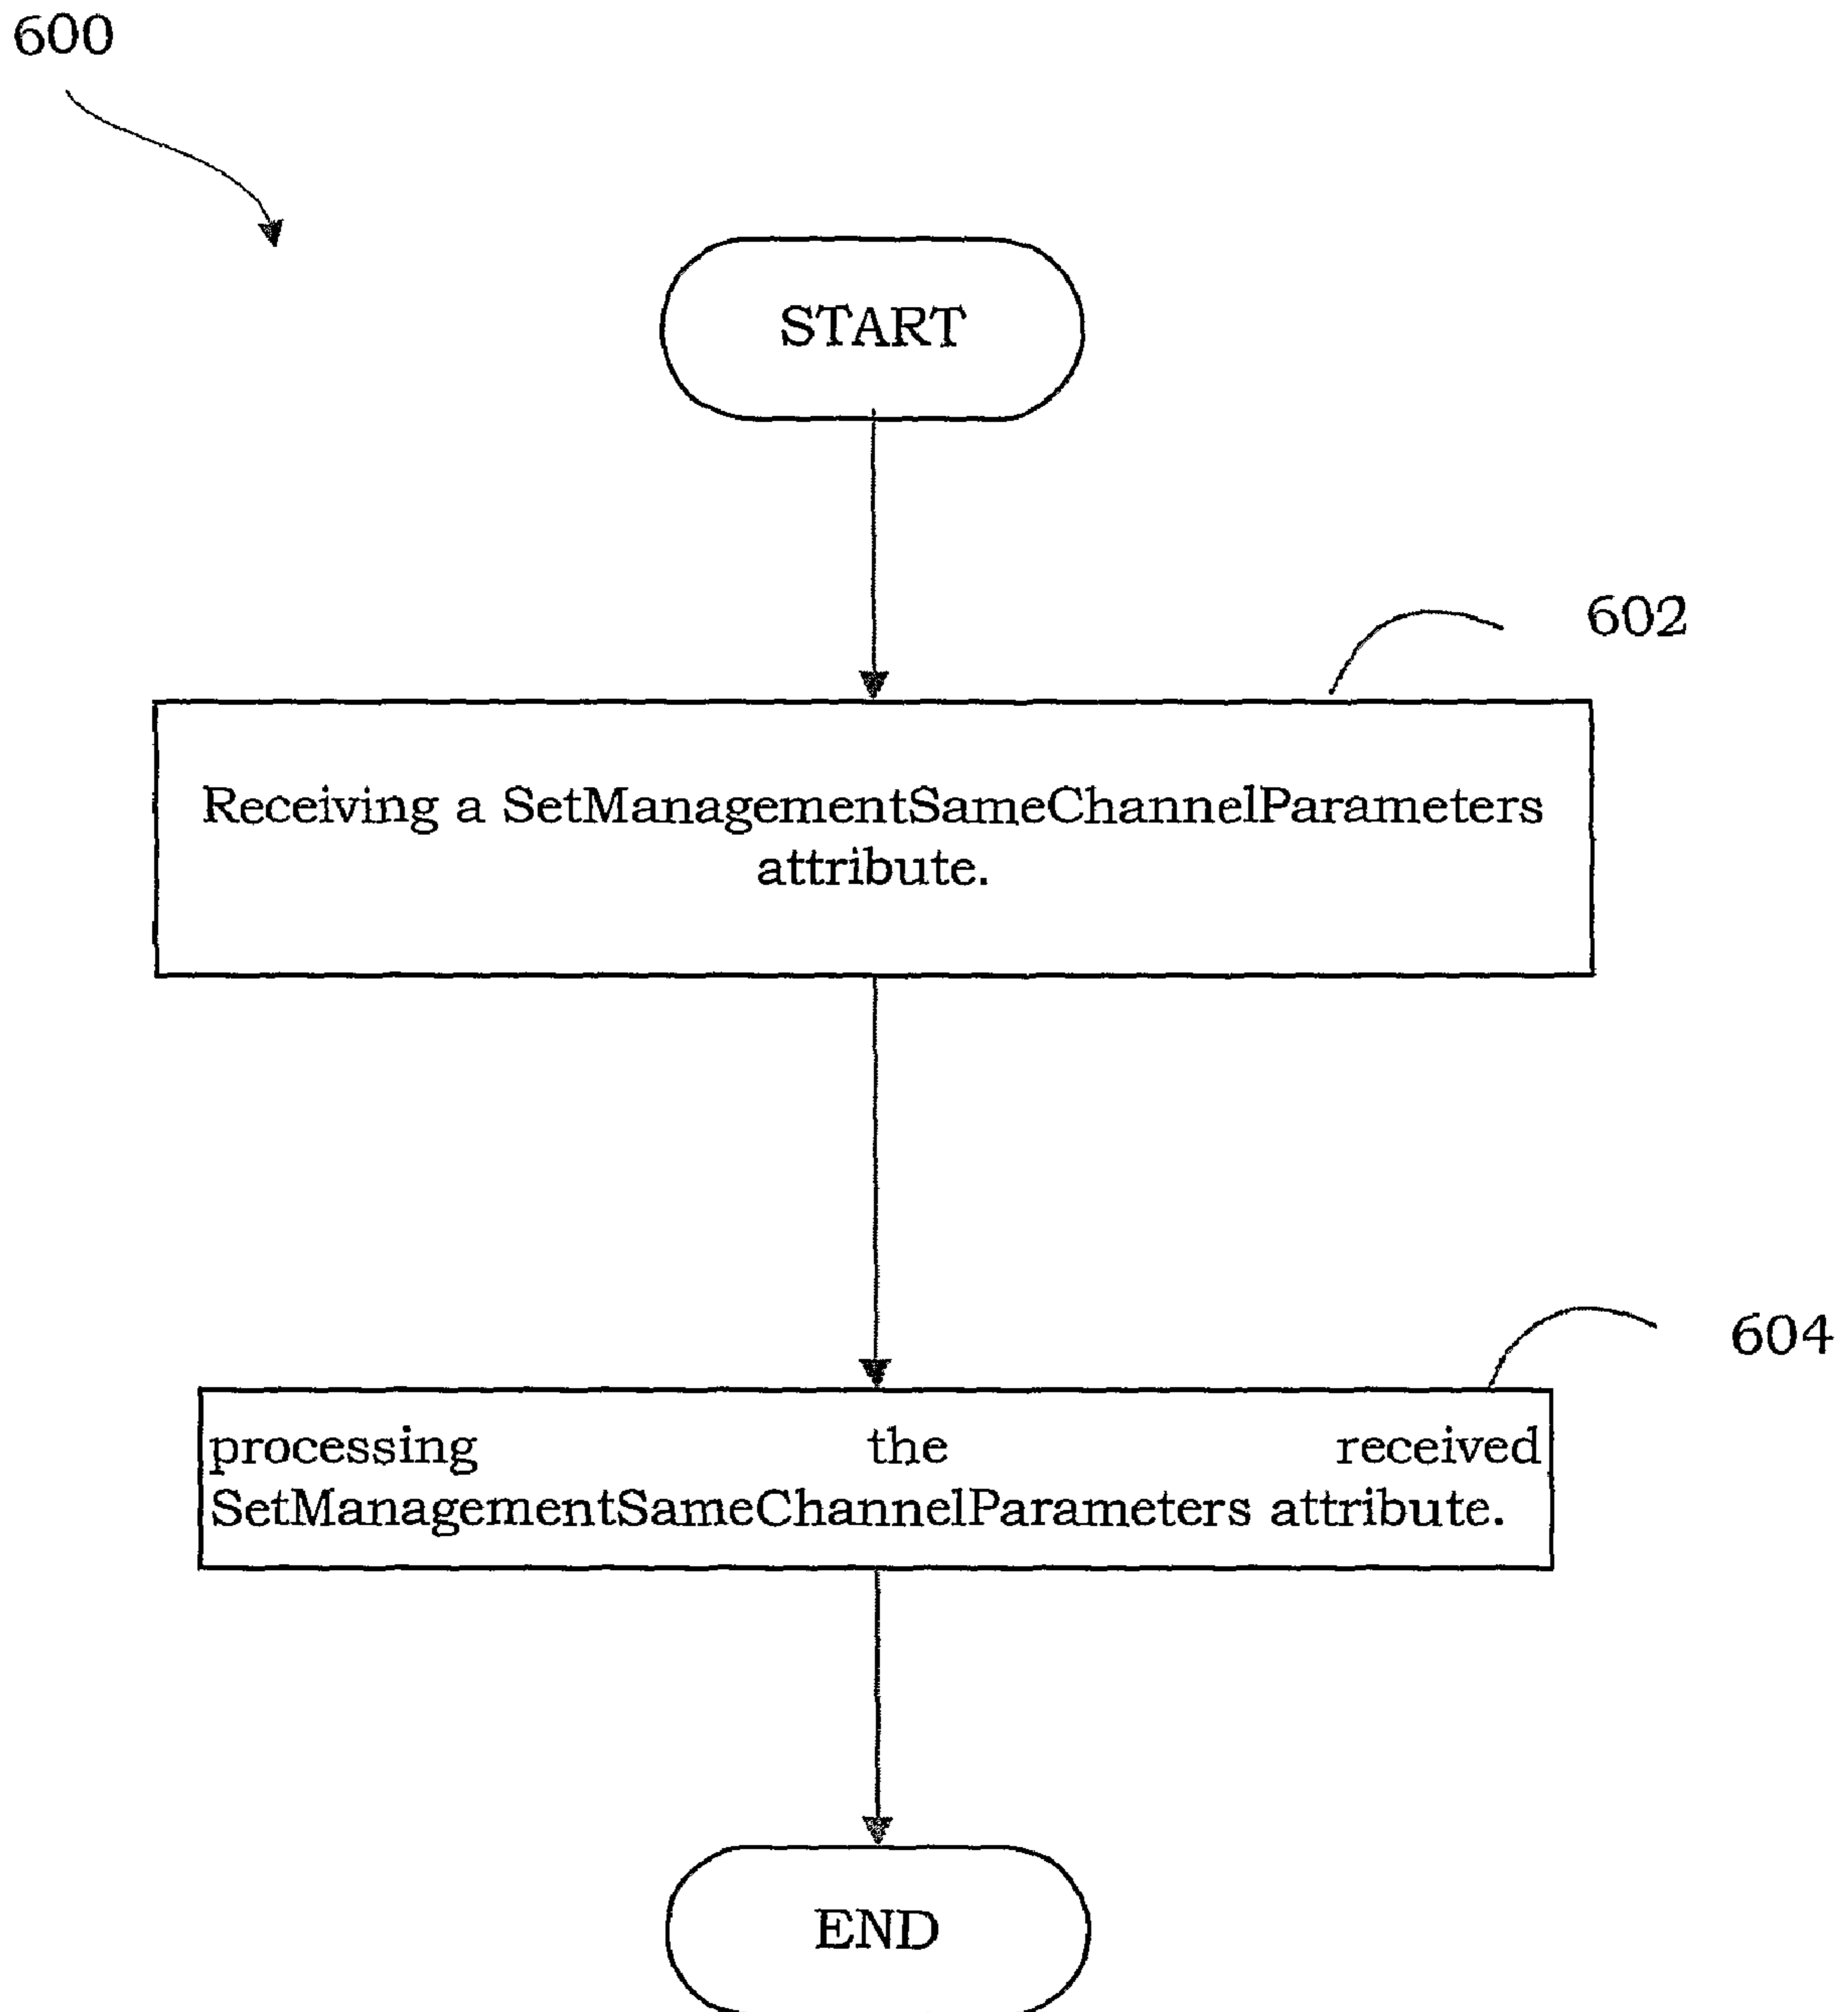 600
START
602
Receiving a SetManagementSameChannelParameters
attribute.
604
processing the received
SetManagementSameChannelParameters attribute.
END